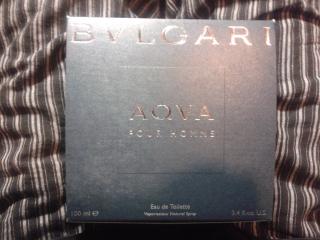 BVLGARI
AQVA
POUR HOMME
Eau de Toilette
Vaporisateur Natural Spray
100 ml ℮
3.4 fl.oz. U.S.